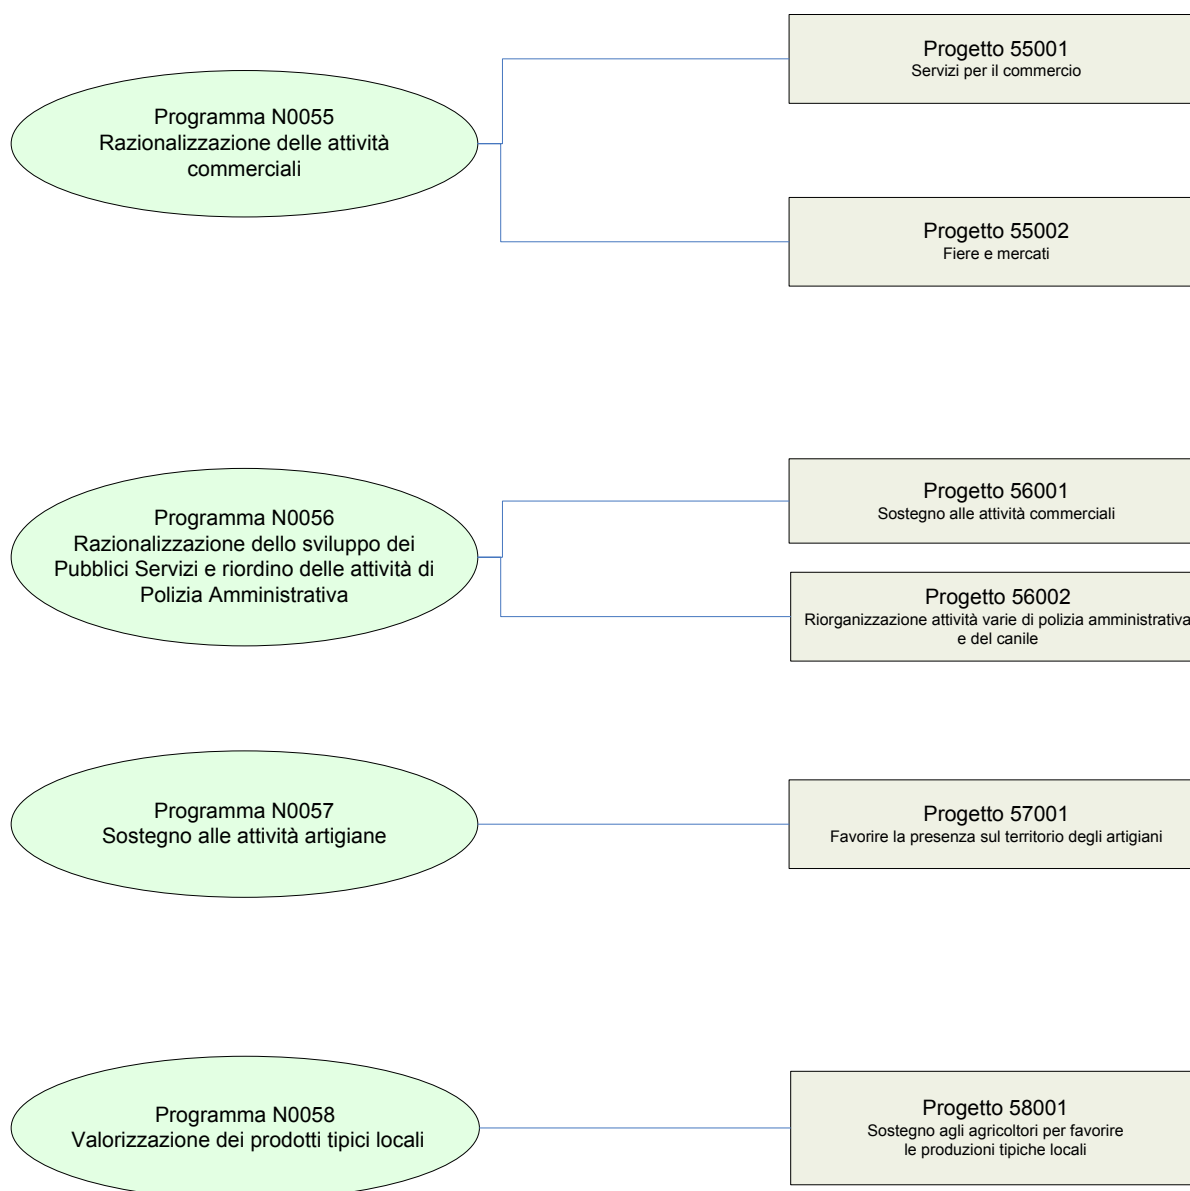 Programma N0055
Razionalizzazione delle attività
commerciali
Progetto 55001
Servizi per il commercio
Progetto 55002
Fiere e mercati
Programma N0056
Razionalizzazione dello sviluppo dei
Pubblici Servizi e riordino delle attività di
Polizia Amministrativa
Progetto 56001
Sostegno alle attività commerciali
Progetto 56002
Riorganizzazione attività varie di polizia amministrativa
e del canile
Programma N0057
Sostegno alle attività artigiane
Progetto 57001
Favorire la presenza sul territorio degli artigiani
Programma N0058
Valorizzazione dei prodotti tipici locali
Progetto 58001
Sostegno agli agricoltori per favorire
le produzioni tipiche locali